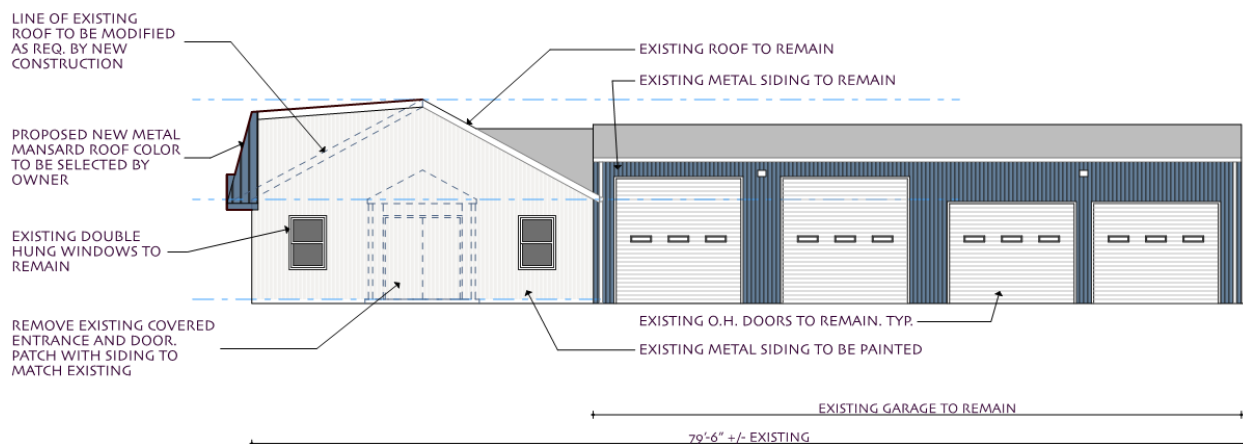 LINE OF EXISTING
ROOF TO BE MODIFIED
AS REQ. BY NEW
CONSTRUCTION
EXISTING ROOF TO REMAIN
EXISTING METAL SIDING TO REMAIN
PROPOSED NEW METAL
MANSARD ROOF COLOR
TO BE SELECTED BY
OWNER
EXISTING DOUBLE
HUNG WINDOWS TO
REMAIN
REMOVE EXISTING COVERED
ENTRANCE AND DOOR.
PATCH WITH SIDING TO
MATCH EXISTING
EXISTING O.H. DOORS TO REMAIN. TYP.
EXISTING METAL SIDING TO BE PAINTED
EXISTING GARAGE TO REMAIN
79'-6" +/- EXISTING